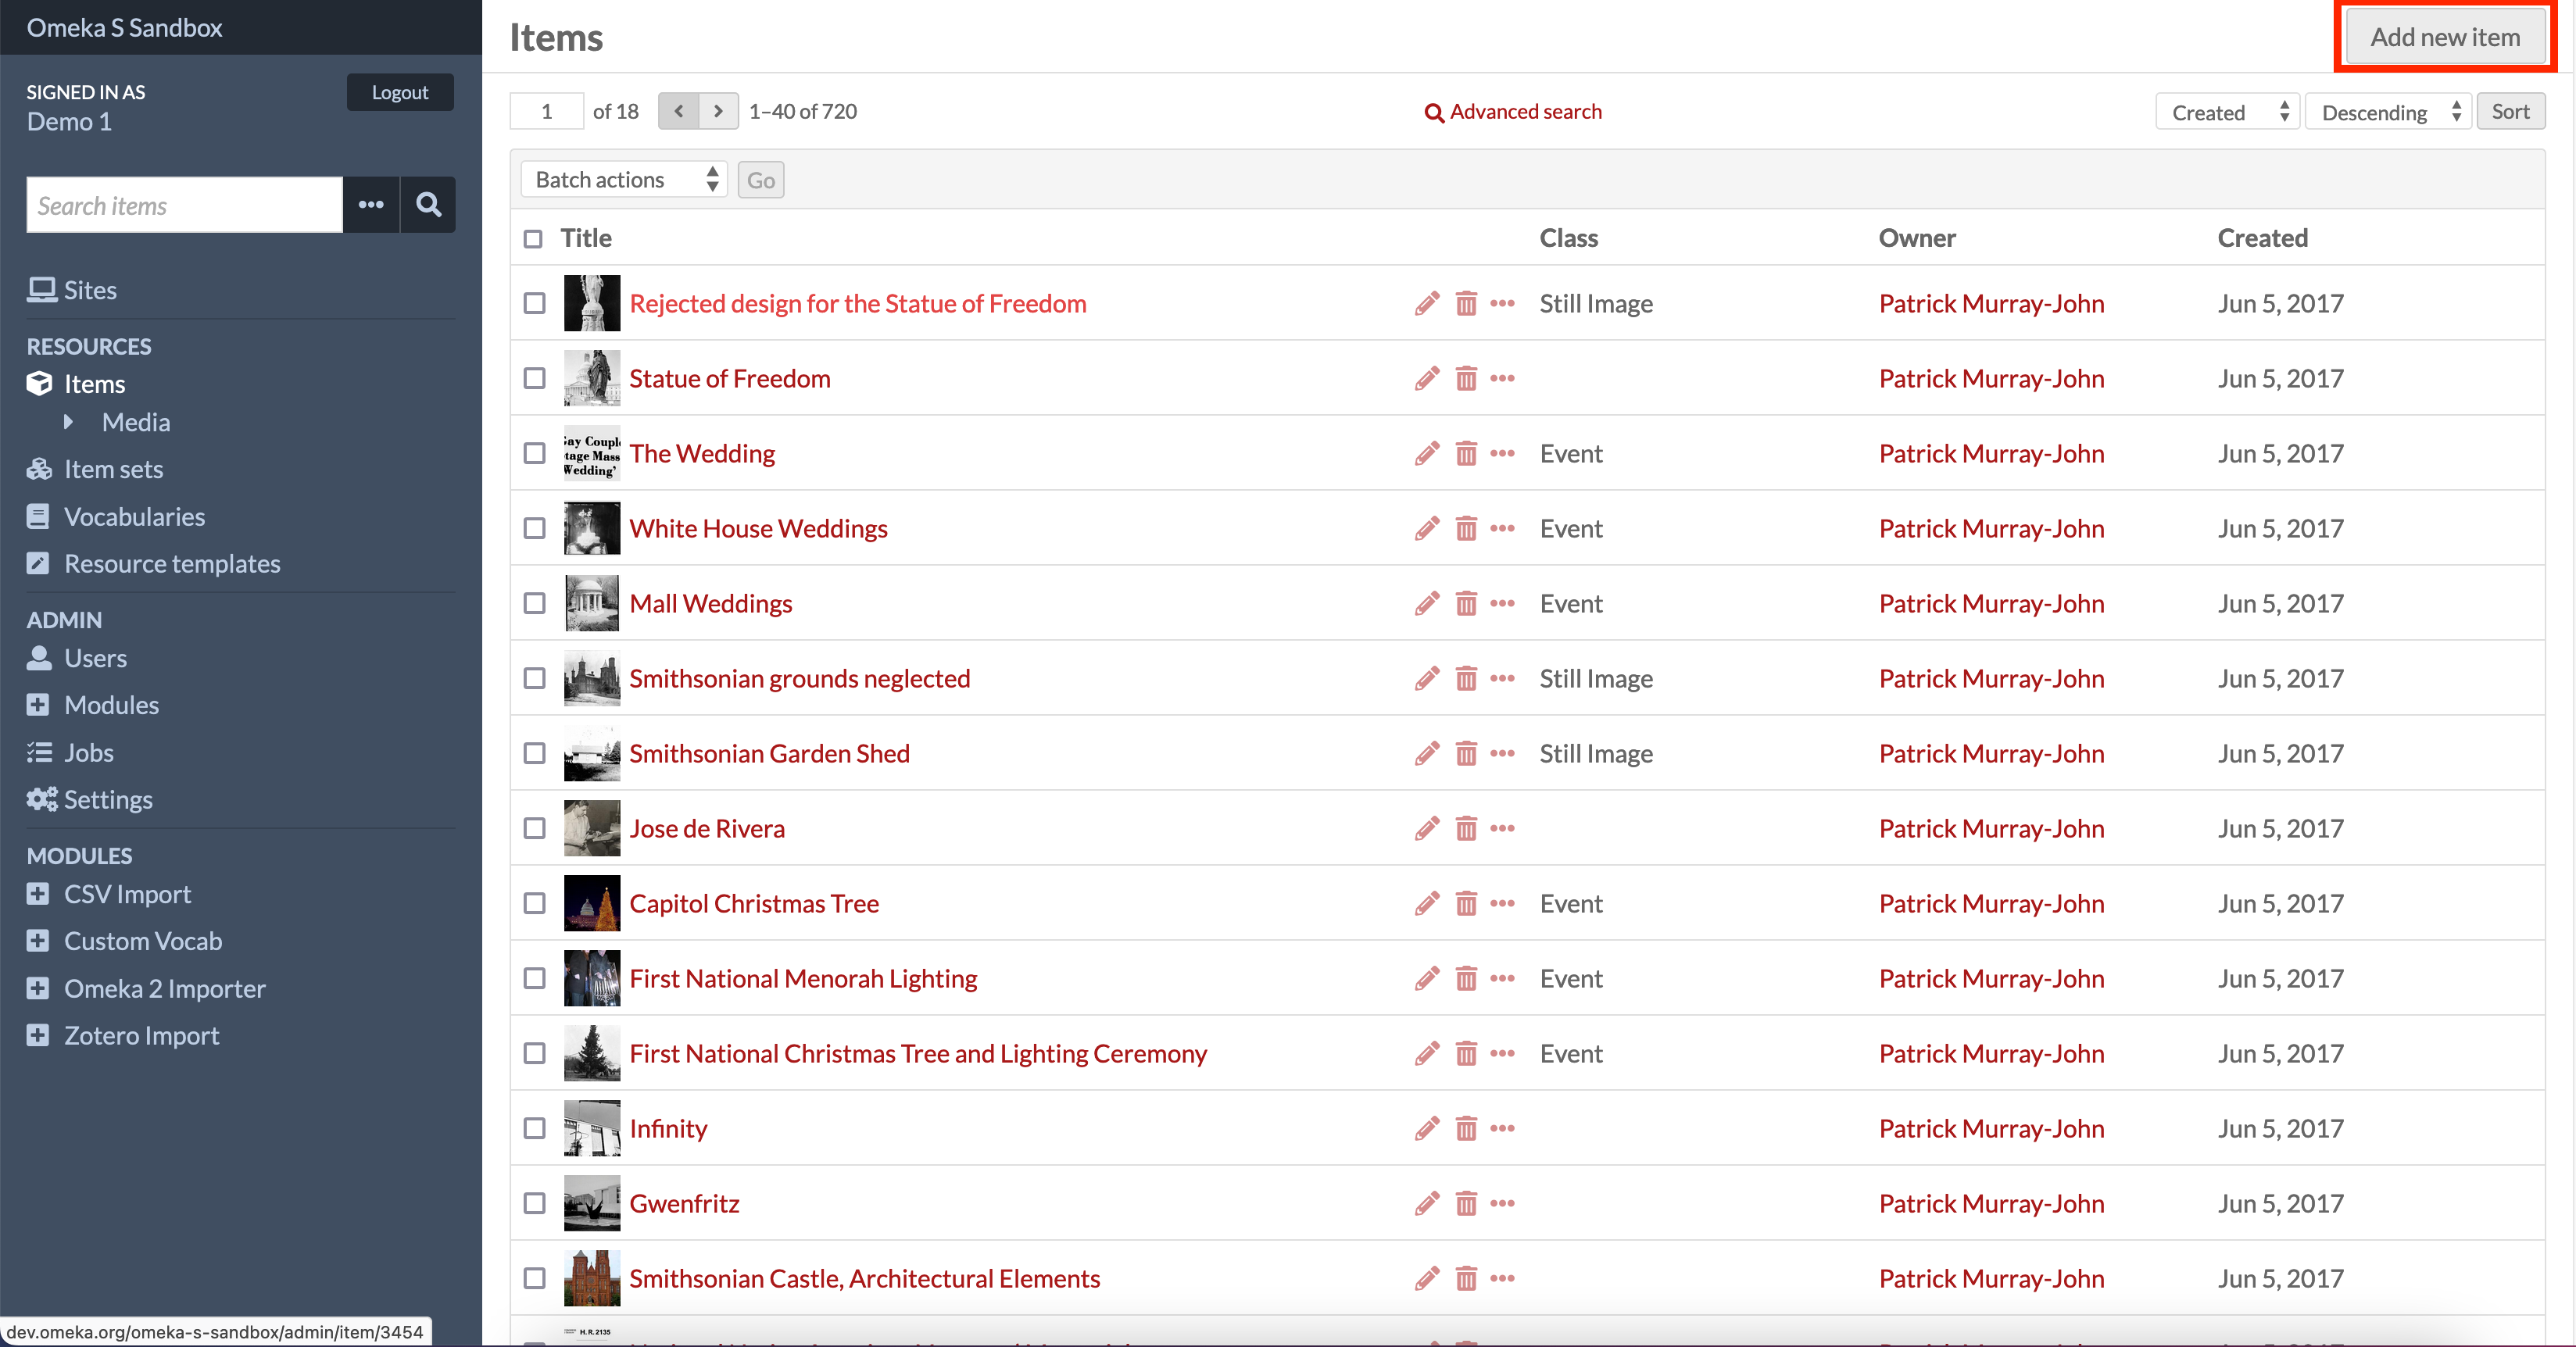 Omeka S Sandbox
SIGNED IN AS
Demo 1
Logout
Search items
Sites
RESOURCES
Items
Media
Item sets
Vocabularies
Resource templates
ADMIN
Users
Modules
Jobs
Settings
MODULES
CSV Import
Custom Vocab
Omeka 2 Importer
Zotero Import
dev.omeka.org/omeka-s-sandbox/admin/item/3454
Items
Add new item
1 of 18 1–40 of 720
Advanced search
Created Descending Sort
Batch actions Go
Title Class Owner Created
Rejected design for the Statue of Freedom Still Image Patrick Murray-John Jun 5, 2017
Statue of Freedom Patrick Murray-John Jun 5, 2017
Gay Couple
Mass
Wedding'
The Wedding Event Patrick Murray-John Jun 5, 2017
White House Weddings Event Patrick Murray-John Jun 5, 2017
Mall Weddings Event Patrick Murray-John Jun 5, 2017
Smithsonian grounds neglected Still Image Patrick Murray-John Jun 5, 2017
Smithsonian Garden Shed Still Image Patrick Murray-John Jun 5, 2017
Jose de Rivera Patrick Murray-John Jun 5, 2017
Capitol Christmas Tree Event Patrick Murray-John Jun 5, 2017
First National Menorah Lighting Event Patrick Murray-John Jun 5, 2017
First National Christmas Tree and Lighting Ceremony Event Patrick Murray-John Jun 5, 2017
Infinity Patrick Murray-John Jun 5, 2017
Gwenfritz Patrick Murray-John Jun 5, 2017
Smithsonian Castle, Architectural Elements Patrick Murray-John Jun 5, 2017
H. R. 2135